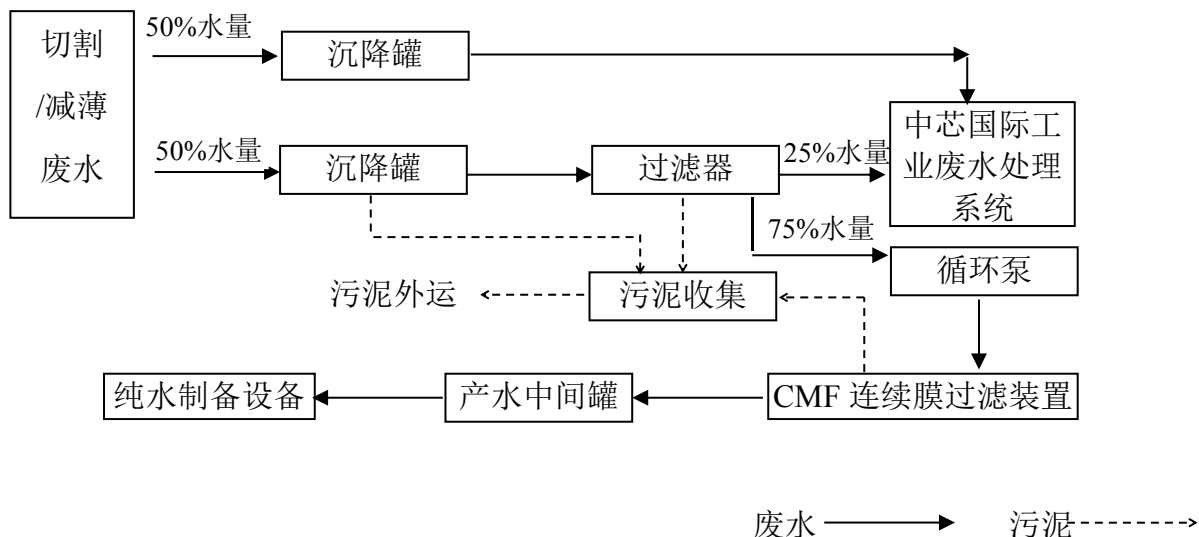 切割
/减薄
废水
50%水量
沉降罐
50%水量
沉降罐
过滤器
25%水量
中芯国际工
业废水处理
系统
75%水量
循环泵
污泥外运
污泥收集
纯水制备设备
产水中间罐
CMF 连续膜过滤装置
废水
污泥